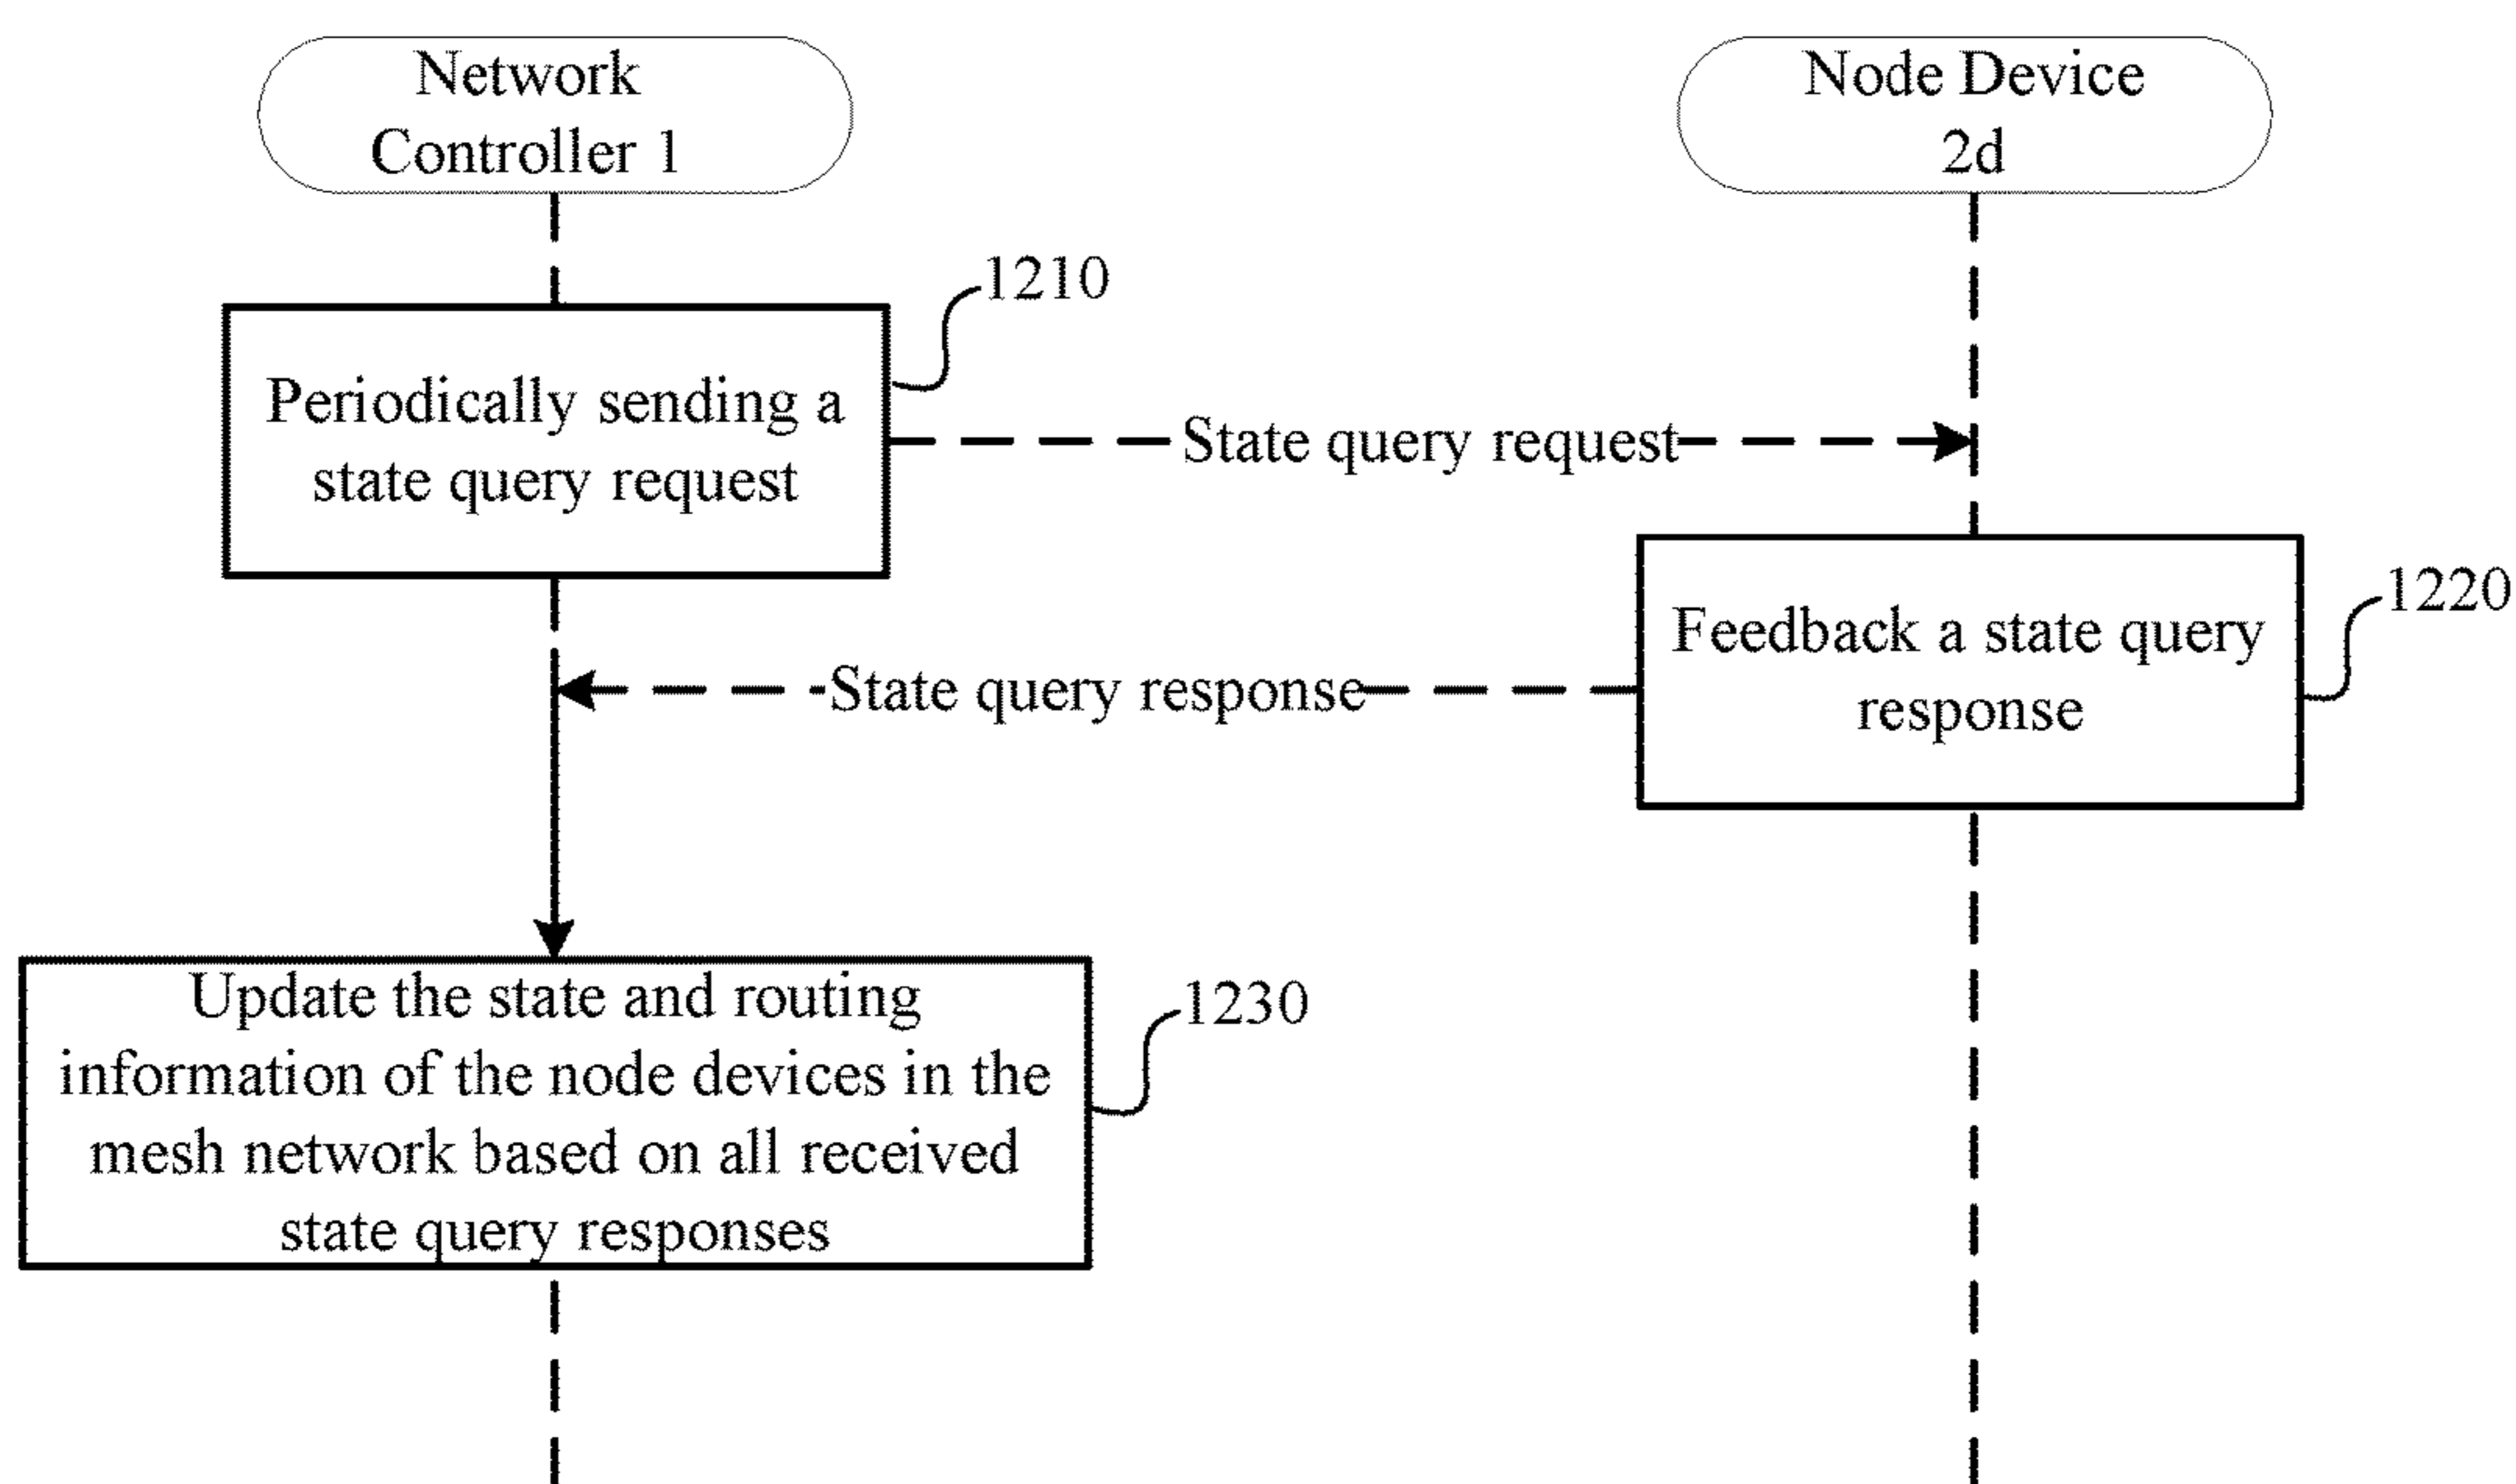 Network
Controller 1
Node Device
2d
1210
Periodically sending a
state query request
State query request
1220
Feedback a state query
response
State query response
1230
Update the state and routing
information of the node devices in the
mesh network based on all received
state query responses